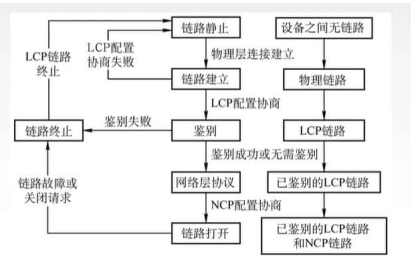 链路静止
设备之间无链路
LCP配置
协商失败
LCP链路
终止
物理层连接建立
链路建立
物理链路
LCP配置协商
链路终止
鉴别失败
鉴别
LCP链路
鉴别成功或无需鉴别
链路故障或
关闭请求
网络层协议
已鉴别的LCP链路
NCP配置协商
链路打开
已鉴别的LCP链路
和NCP链路